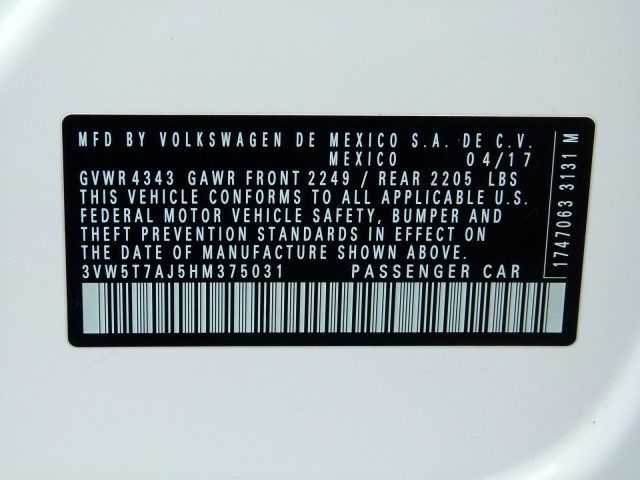 MFD BY VOLKSWAGEN DE MEXICO S.A. DE C.V.
MEXICO 04/17
GVWR 4343 GAWR FRONT 2249 / REAR 2205 LBS
THIS VEHICLE CONFORMS TO ALL APPLICABLE U.S.
FEDERAL MOTOR VEHICLE SAFETY, BUMPER AND
THEFT PREVENTION STANDARDS IN EFFECT ON
THE DATE OF MANUFACTURE SHOWN ABOVE.
3VW5T7AJ5HM375031 PASSENGER CAR
1747063 3131 M